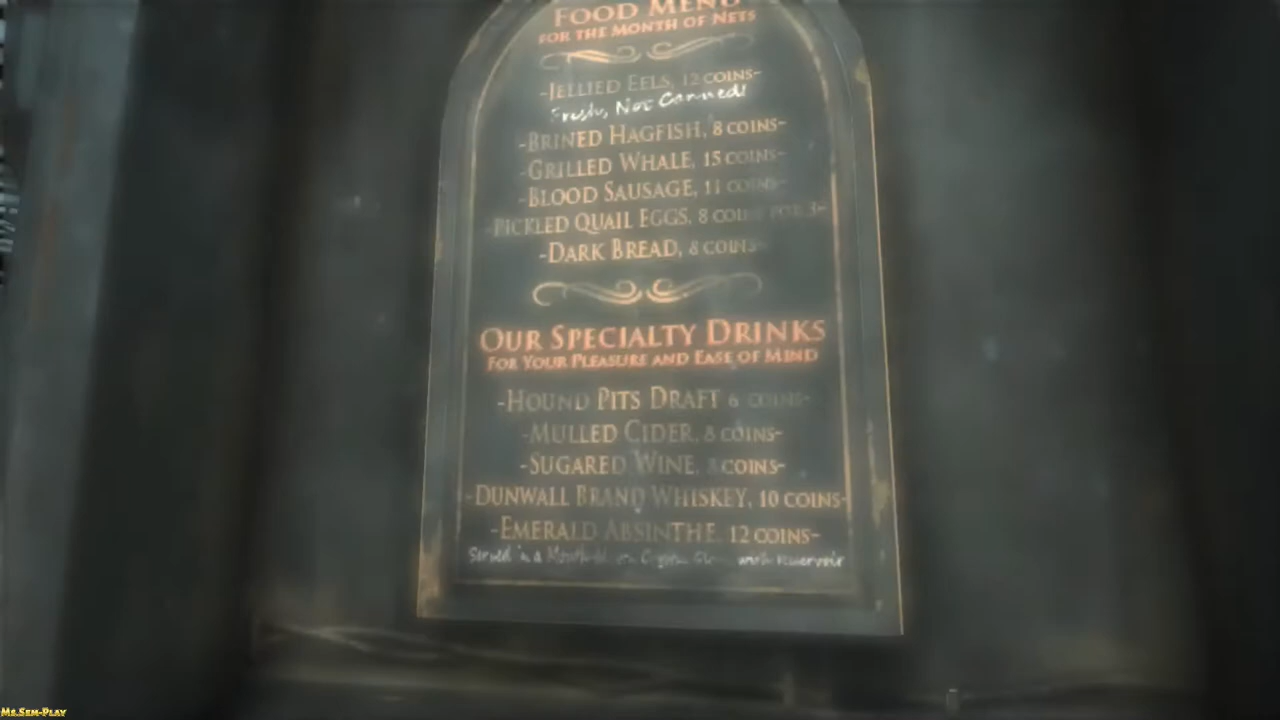 FOOD MENU
FOR THE MONTH OF NETS
-JELLIED EELS, 12 COINS-
Fresh, Not Canned!
-BRINED HAGFISH, 8 COINS-
-GRILLED WHALE, 15 COINS-
-BLOOD SAUSAGE, 11 COINS-
-PICKLED QUAIL EGGS, 8 COINS FOR 3-
-DARK BREAD, 8 COINS-
OUR SPECIALTY DRINKS
FOR YOUR PLEASURE AND EASE OF MIND
-HOUND PITS DRAFT 6 COINS-
-MULLED CIDER, 8 COINS-
-SUGARED WINE, COINS-
-DUNWALL BRAND WHISKEY, 10 COINS-
-EMERALD ABSINTHE, 12 COINS-
Served in a Crystal with reservoir
MS.SEM-PLAY